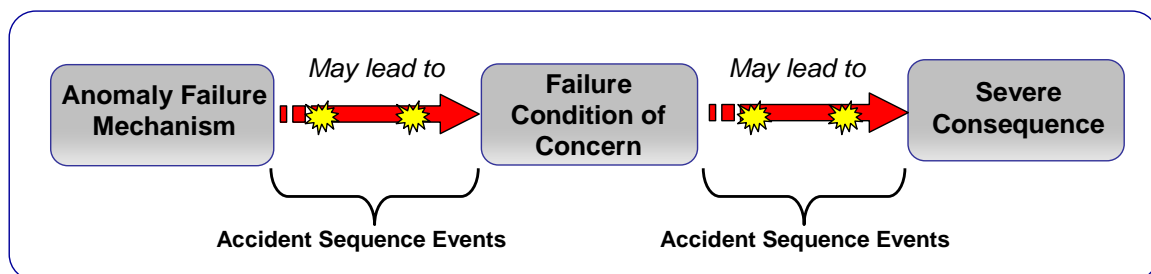 May lead to
May lead to
Anomaly Failure
Mechanism
Failure
Condition of
Concern
Severe
Consequence
Accident Sequence Events
Accident Sequence Events